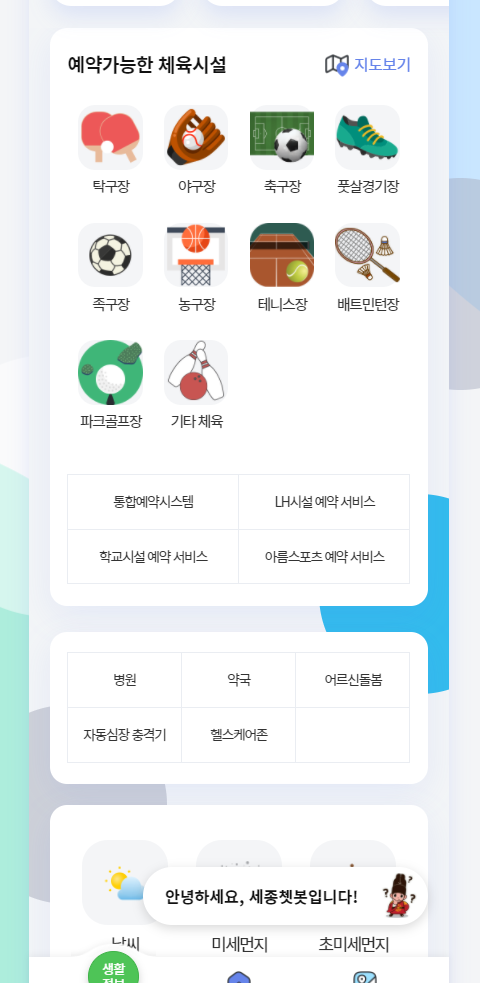 예약가능한 체육시설
지도보기
탁구장 야구장 축구장 풋살경기장
족구장 농구장 테니스장 배트민턴장
파크골프장 기타 체육
통합예약시스템 LH시설 예약 서비스
학교시설 예약 서비스 아름스포츠 예약 서비스
병원 약국 어르신돌봄
자동심장 충격기 헬스케어존
안녕하세요, 세종쳇봇입니다!
날씨 미세먼지 초미세먼지
생활
정보